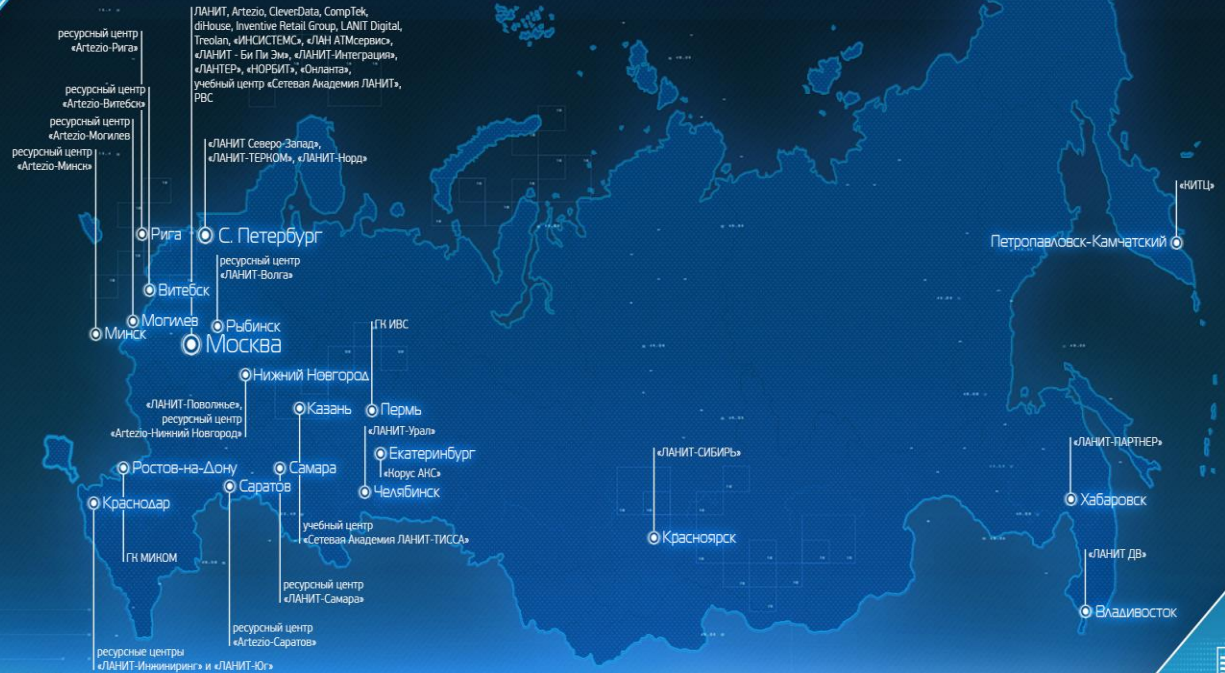 ЛАНИТ, Artezio, CleverData, CompTek,
diHouse, Inventive Retail Group, LANIT Digital,
Treolan, «ИНСИСТЕМС», «ЛАН АТМсервис»,
«ЛАНИТ - Би Пи Эм», «ЛАНИТ-Интеграция»,
«ЛАНТЕР», «НОРБИТ», «Онланта»,
учебный центр «Сетевая Академия ЛАНИТ»,
РВС
ресурсный центр
«Artezio-Рига»
ресурсный центр
«Artezio-Витебск»
ресурсный центр
«Artezio-Могилев
ресурсный центр
«Artezio-Минск»
«ЛАНИТ Северо-Запад»,
«ЛАНИТ-ТЕРКОМ», «ЛАНИТ-Норд»
«КИТЦ»
Рига
С. Петербург
Петропавловск-Камчатский
ресурсный центр
«ЛАНИТ-Волга»
Витебск
Могилев
Рыбинск
Минск
Москва
ГК ИВС
Нижний Новгород
«ЛАНИТ-Поволжье»,
ресурсный центр
«Artezio-Нижний Новгород»
Казань
Пермь
«ЛАНИТ-Урал»
Екатеринбург
«Корус АКС»
Челябинск
«ЛАНИТ-СИБИРЬ»
«ЛАНИТ-ПАРТНЕР»
Ростов-на-Дону
Самара
Саратов
Краснодар
Хабаровск
учебный центр
«Сетевая Академия ЛАНИТ-ТИССА»
Красноярск
ГК МИКОМ
«ЛАНИТ ДВ»
ресурсный центр
«ЛАНИТ-Самара»
Владивосток
ресурсный центр
«Artezio-Саратов»
ресурсные центры
«ЛАНИТ-Инжиниринг» и «ЛАНИТ-Юг»